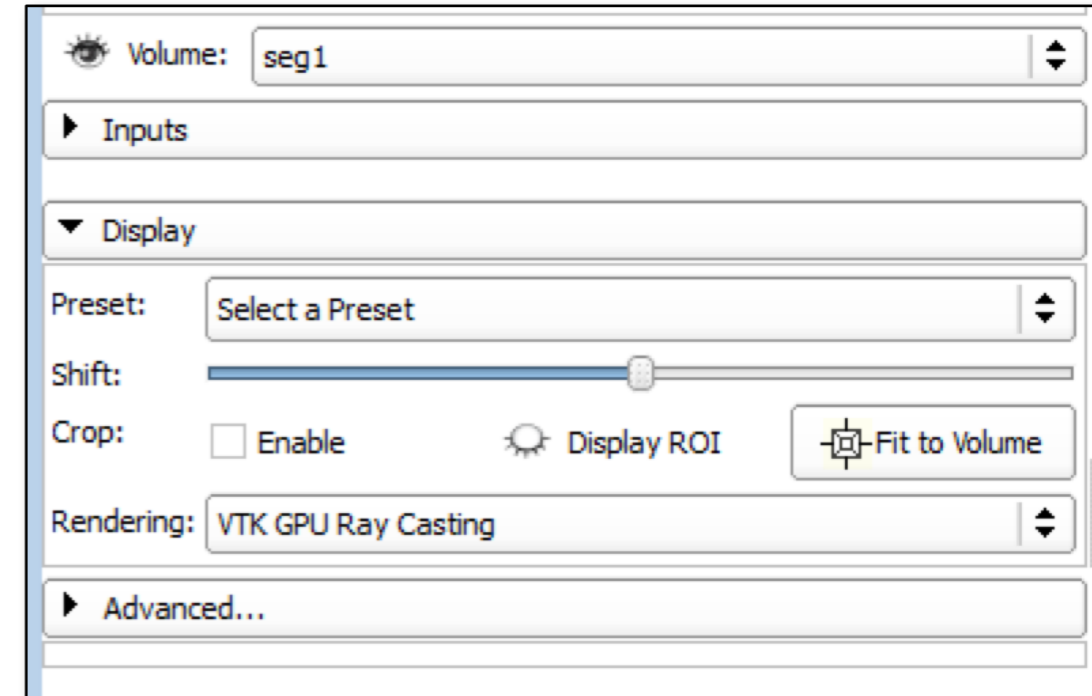 Volume: seg1
Inputs
Display
Preset: Select a Preset
Shift:
Crop: Enable Display ROI Fit to Volume
Rendering: VTK GPU Ray Casting
Advanced...